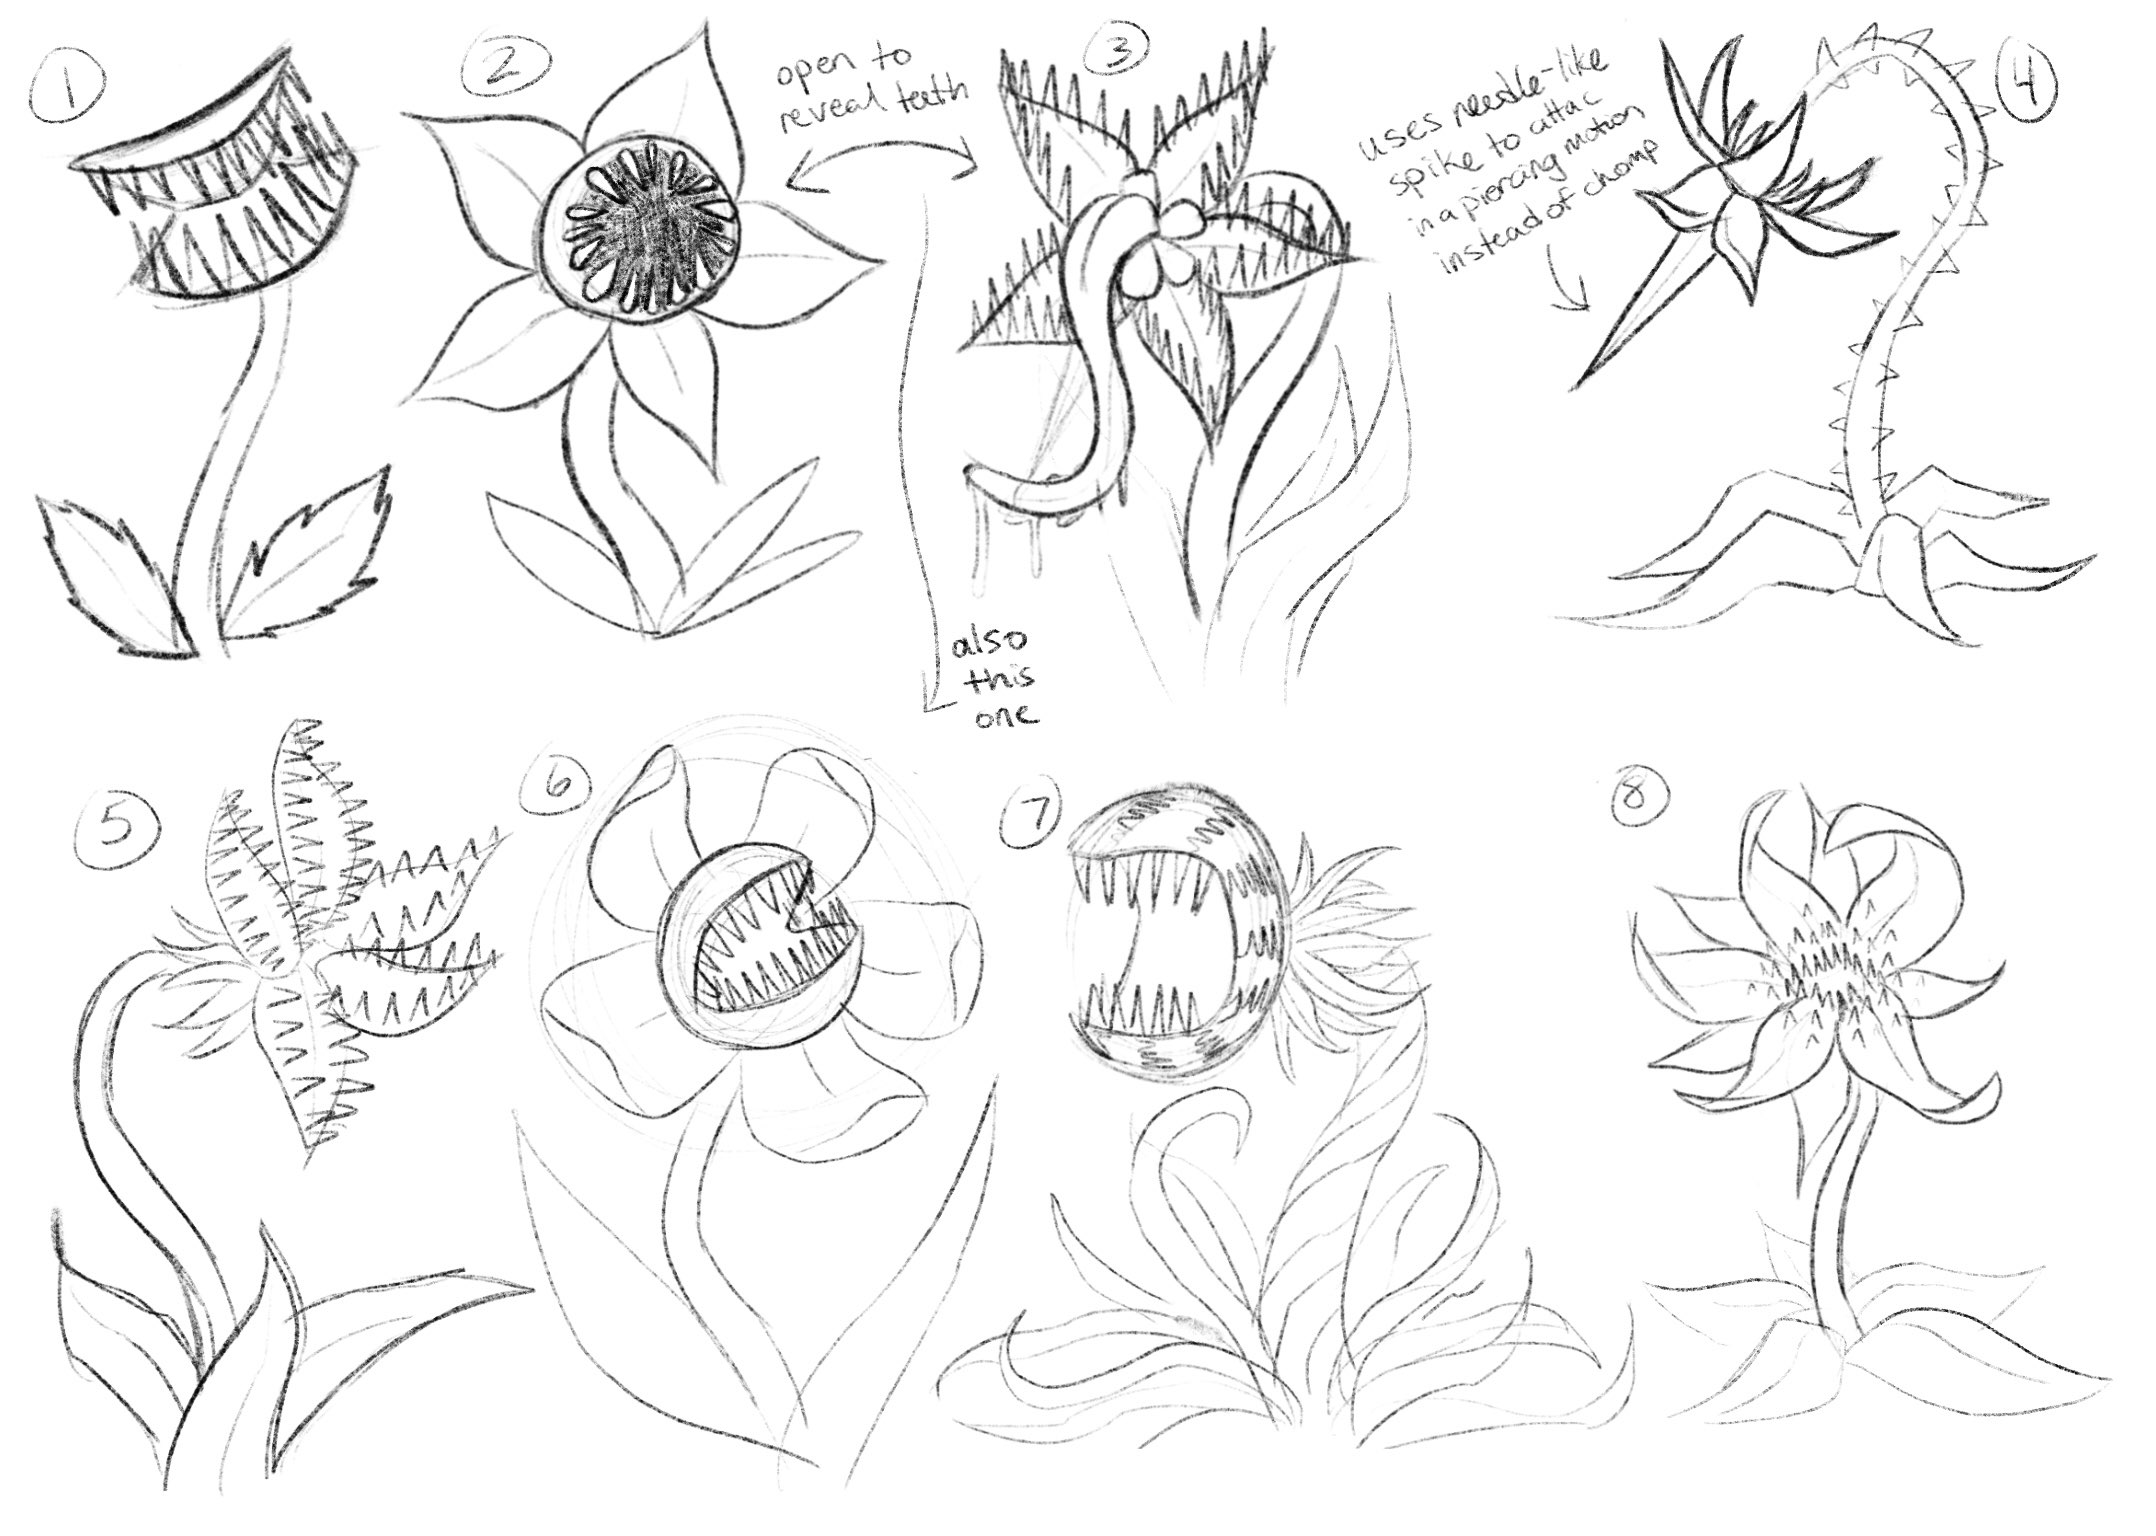 1
2
open to
reveal teeth
3
uses needle-like
spike to attac
in a piercing motion
instead of chomp
4
also
this
one
5
6
7
8